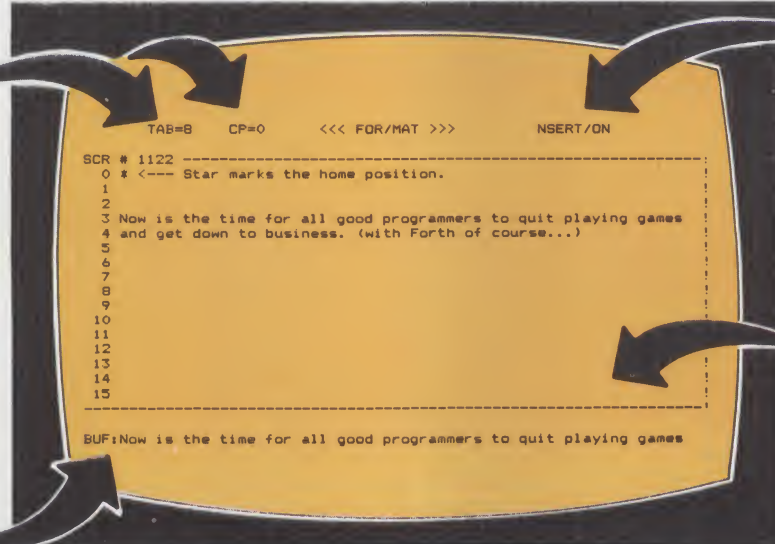 TAB=8 CP=0 <<< FOR/MAT >>> NSERT/ON
SCR # 1122 ----------------------------------------------------------------:
0 * <--- Star marks the home position.
1
2
3 Now is the time for all good programmers to quit playing games
4 and get down to business. (with Forth of course...)
5
6
7
8
9
10
11
12
13
14
15
BUF:Now is the time for all good programmers to quit playing games